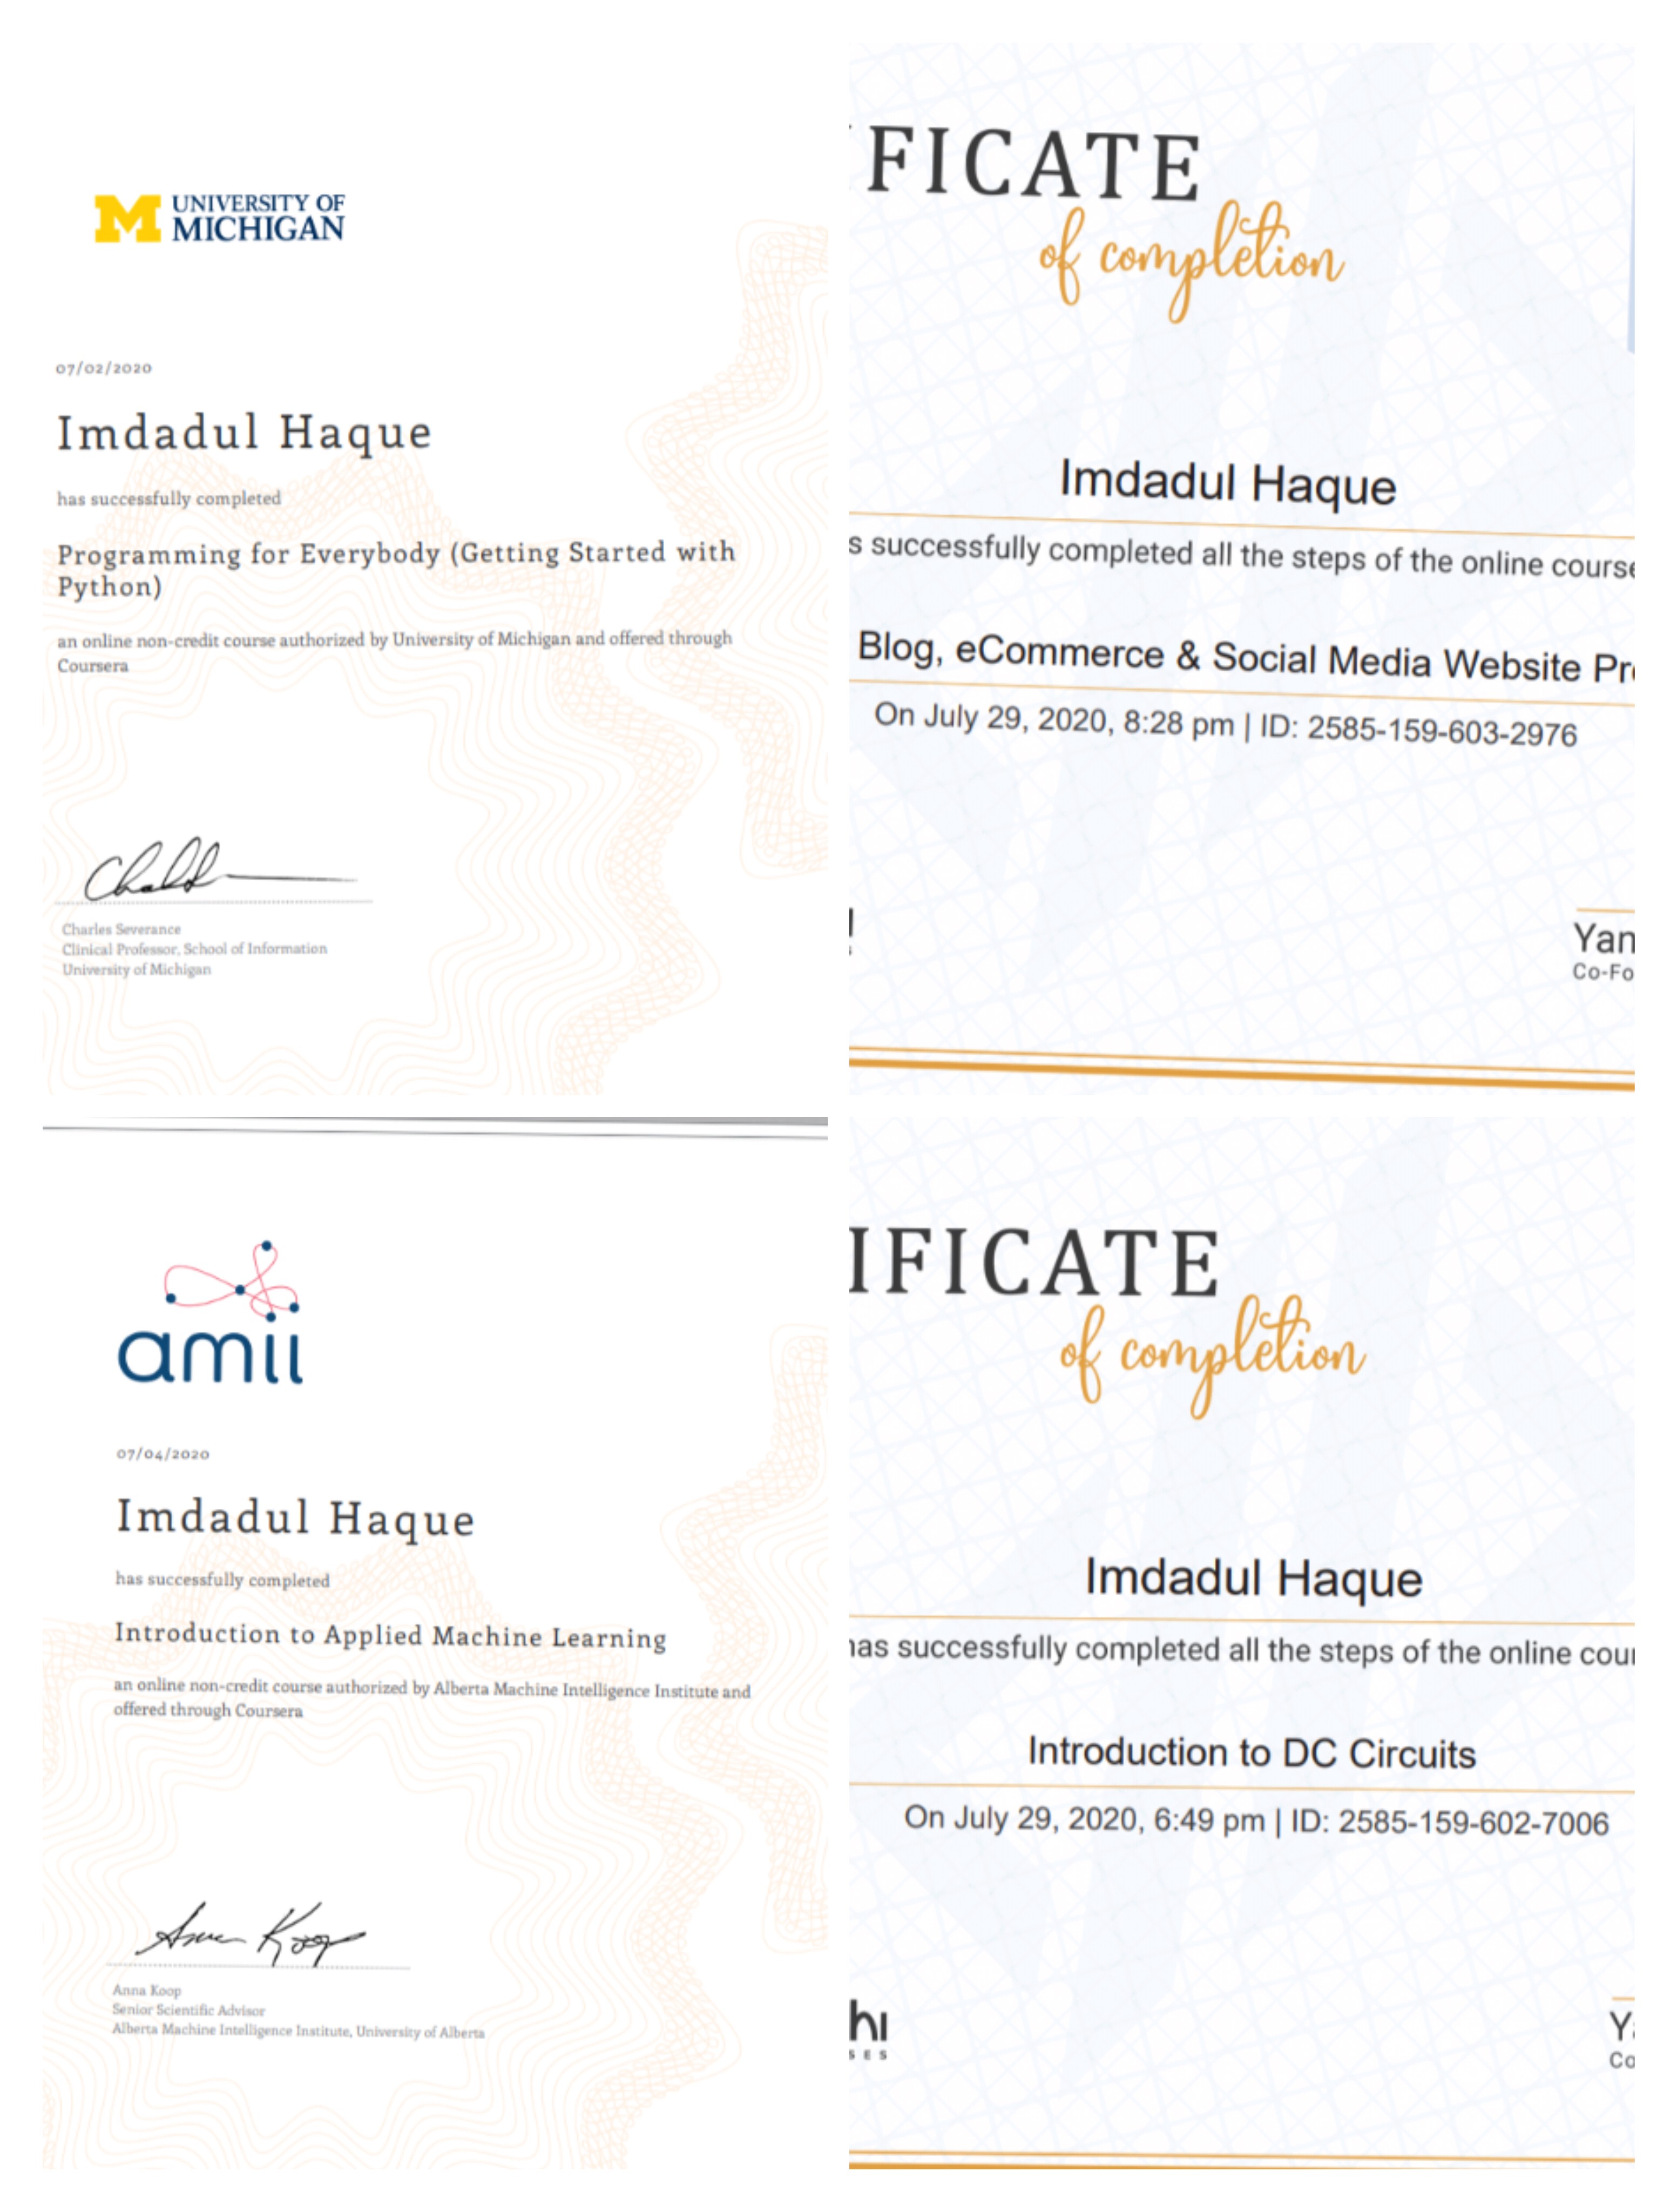 UNIVERSITY OF
MICHIGAN
07/02/2020
Imdadul Haque
has successfully completed
Programming for Everybody (Getting Started with
Python)
an online non-credit course authorized by University of Michigan and offered through
Coursera
Charles Severance
Clinical Professor, School of Information
University of Michigan
FICATE
of completion
Imdadul Haque
s successfully completed all the steps of the online course
Blog, eCommerce & Social Media Website Pr
On July 29, 2020, 8:28 pm | ID: 2585-159-603-2976
Yan
Co-Fo
amii
07/04/2020
Imdadul Haque
has successfully completed
Introduction to Applied Machine Learning
an online non-credit course authorized by Alberta Machine Intelligence Institute and
offered through Coursera
Anna Koop
Senior Scientific Advisor
Alberta Machine Intelligence Institute, University of Alberta
IFICATE
of completion
Imdadul Haque
has successfully completed all the steps of the online cour
Introduction to DC Circuits
On July 29, 2020, 6:49 pm | ID: 2585-159-602-7006
hi
SES
Ya
Co